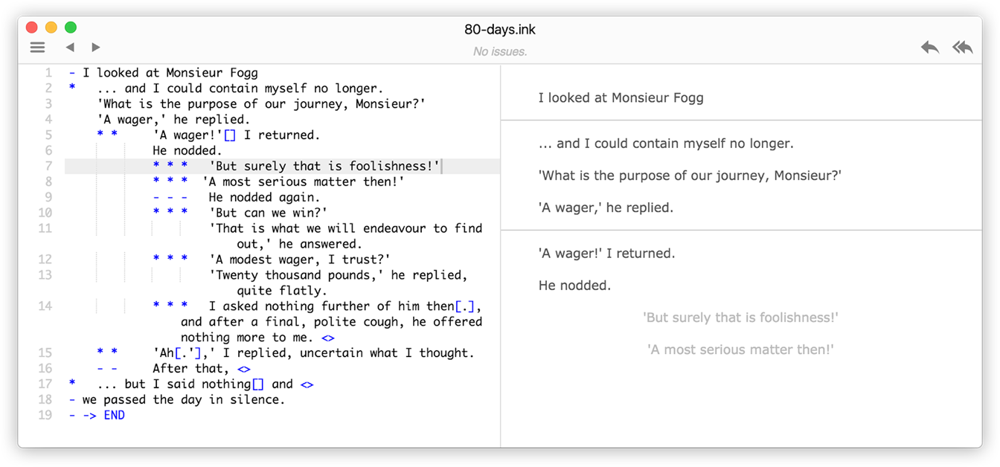 80-days.ink
No issues.
1 - I looked at Monsieur Fogg
2 * ... and I could contain myself no longer.
3 'What is the purpose of our journey, Monsieur?'
4 'A wager,' he replied.
5 * * 'A wager!'[] I returned.
6 He nodded.
7 * * * 'But surely that is foolishness!'
8 * * * 'A most serious matter then!'
9 - - - He nodded again.
10 * * * 'But can we win?'
11 'That is what we will endeavour to find
out,' he answered.
12 * * * 'A modest wager, I trust?'
13 'Twenty thousand pounds,' he replied,
quite flatly.
14 * * * I asked nothing further of him then[.],
and after a final, polite cough, he offered
nothing more to me. <>
15 * * 'Ah[.'],' I replied, uncertain what I thought.
16 - - After that, <>
17 * ... but I said nothing[] and <>
18 - we passed the day in silence.
19 - -> END
I looked at Monsieur Fogg
... and I could contain myself no longer.
'What is the purpose of our journey, Monsieur?'
'A wager,' he replied.
'A wager!' I returned.
He nodded.
'But surely that is foolishness!'
'A most serious matter then!'